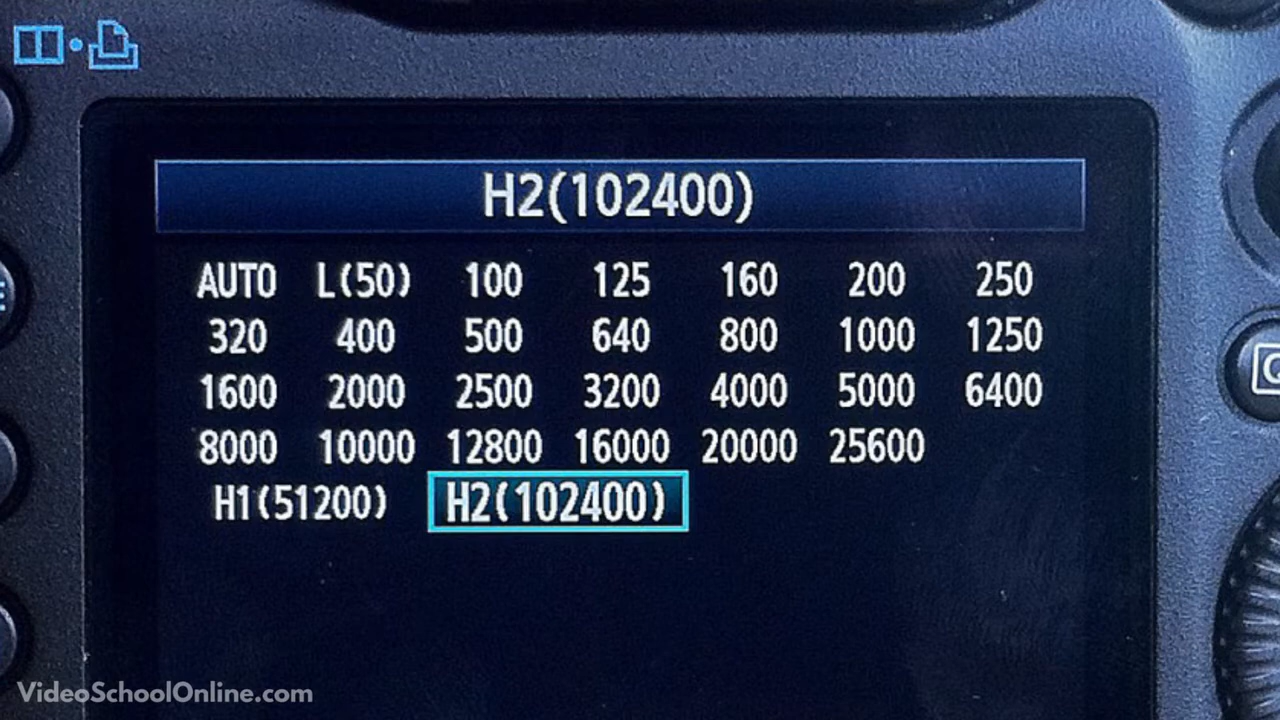 H2(102400)
AUTO L(50) 100 125 160 200 250
320 400 500 640 800 1000 1250
1600 2000 2500 3200 4000 5000 6400
8000 10000 12800 16000 20000 25600
H1(51200) H2(102400)
VideoSchoolOnline.com